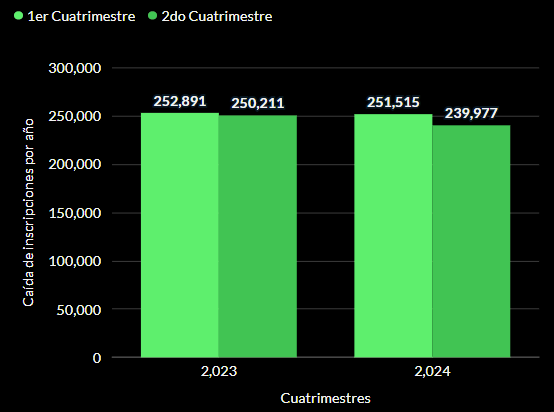 1er Cuatrimestre 2do Cuatrimestre
Caída de inscripciones por año
300,000
250,000
200,000
150,000
100,000
50,000
0
252,891 250,211 251,515 239,977
2,023 2,024
Cuatrimestres